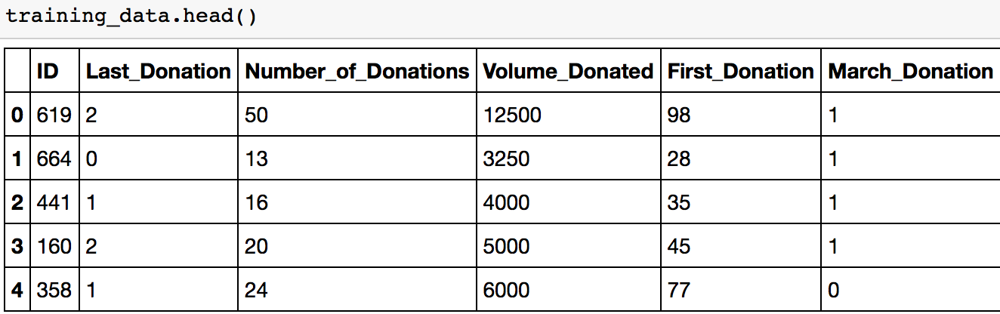 training_data.head()
ID Last_Donation Number_of_Donations Volume_Donated First_Donation March_Donation
0 619 2 50 12500 98 1
1 664 0 13 3250 28 1
2 441 1 16 4000 35 1
3 160 2 20 5000 45 1
4 358 1 24 6000 77 0